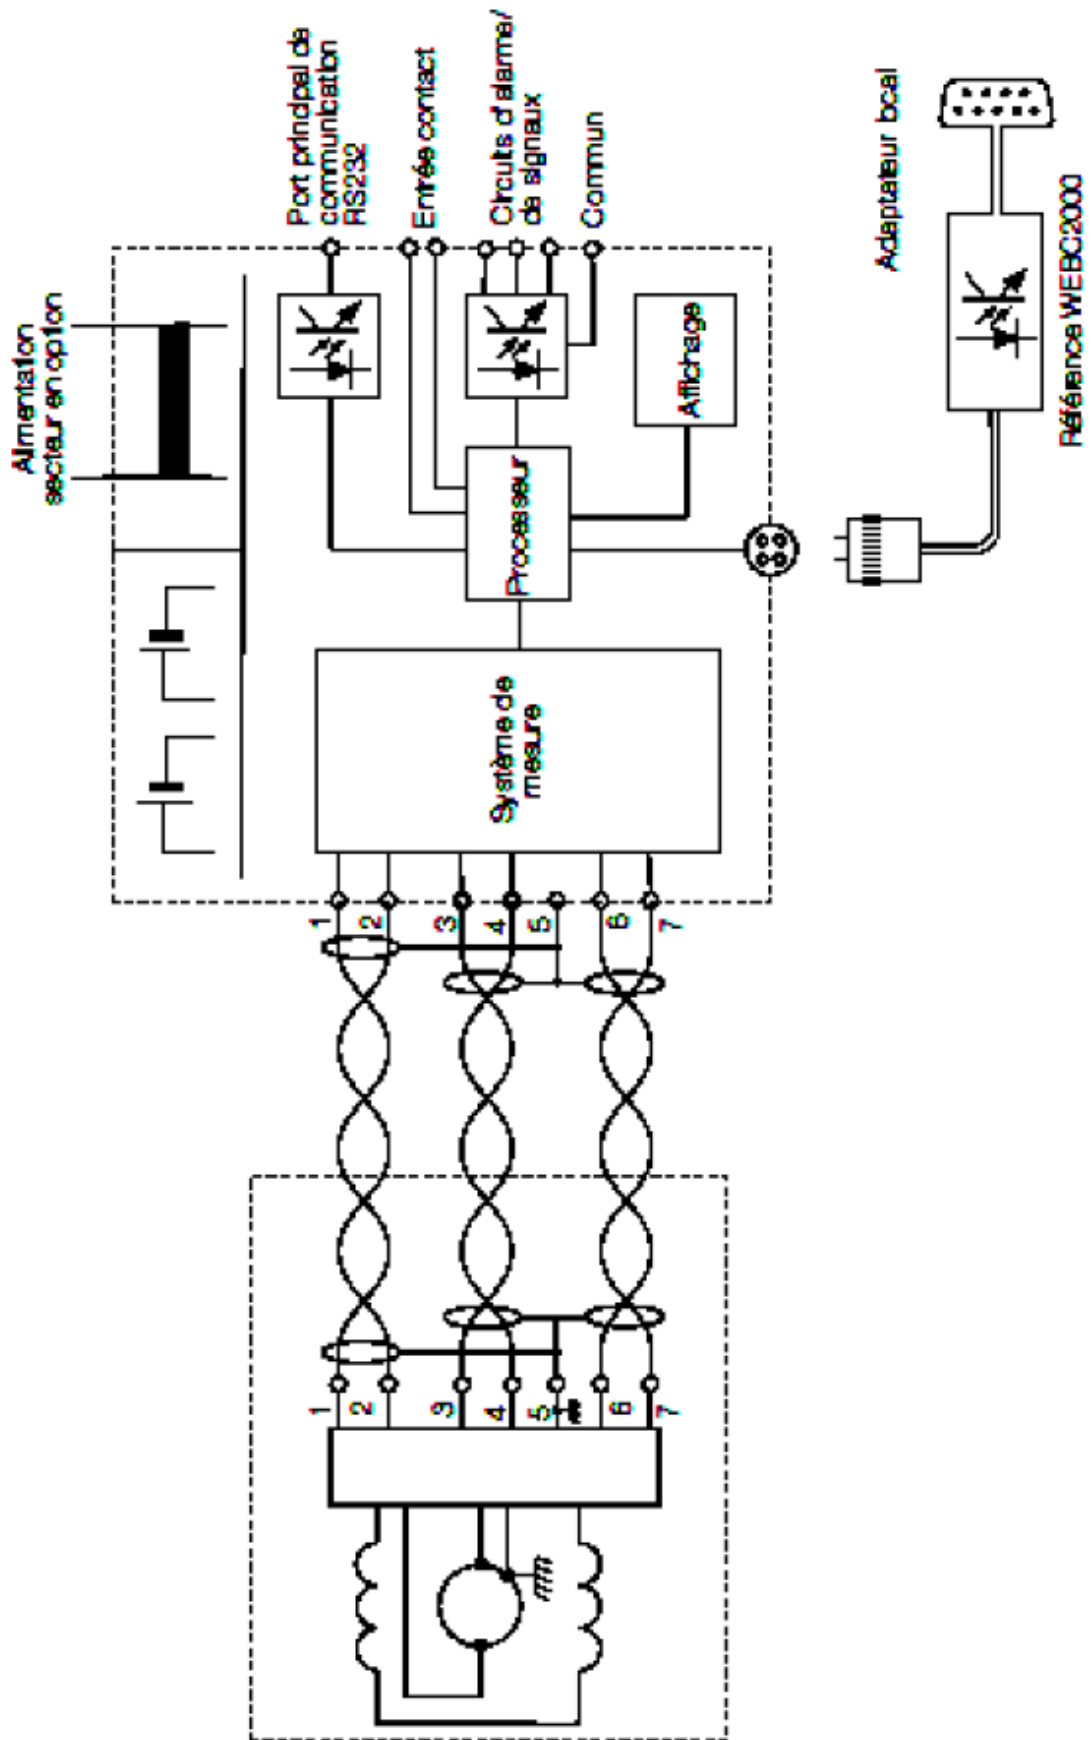 Alimentation
secteur en option
Port principal de
communication
RS232
Entrée contact
Circuits d'alarme/
de signaux
Commun
Affichage
Processeur
Système de
mesure
1
2
3
4
5
6
7
1
2
3
4
5
6
7
Adaptateur local
Référence WEBC2000